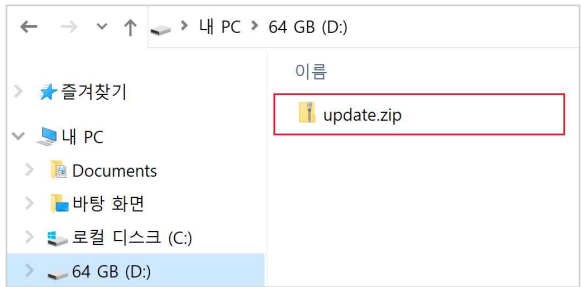 내 PC > 64 GB (D:) >
이름
update.zip
즐겨찾기
내 PC
Documents
바탕 화면
로컬 디스크 (C:)
64 GB (D:)